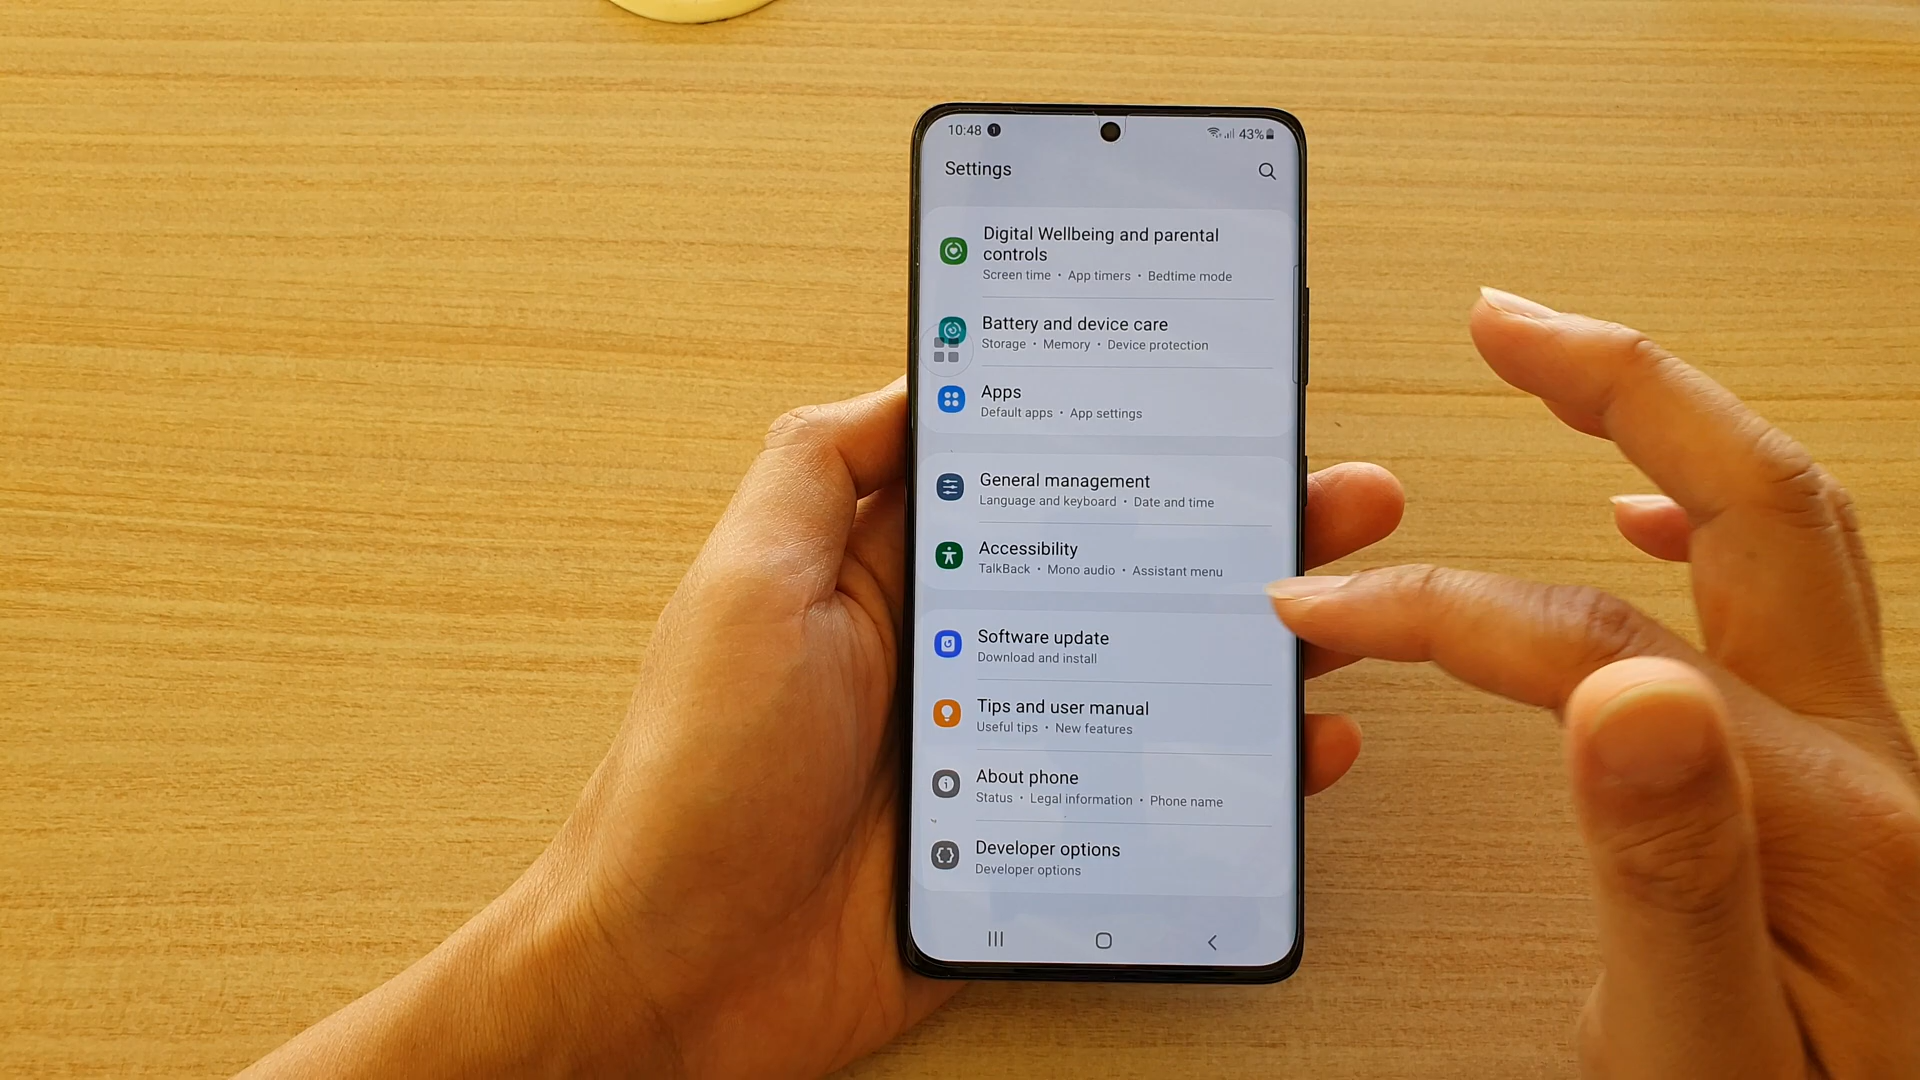 10:48
43%
Settings
Digital Wellbeing and parental
controls
Screen time • App timers • Bedtime mode
Battery and device care
Storage • Memory • Device protection
Apps
Default apps • App settings
General management
Language and keyboard • Date and time
Accessibility
TalkBack • Mono audio • Assistant menu
Software update
Download and install
Tips and user manual
Useful tips • New features
About phone
Status • Legal information • Phone name
Developer options
Developer options